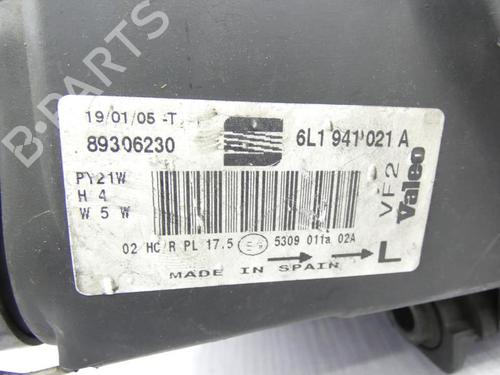 B-PARTS
19/01/05 -T
89306230
6L1 941 021 A
PY21W
H 4
W 5 W
VF2
Valeo
02 HC/R PL 17.5
5309 011a 02A
MADE IN SPAIN
L